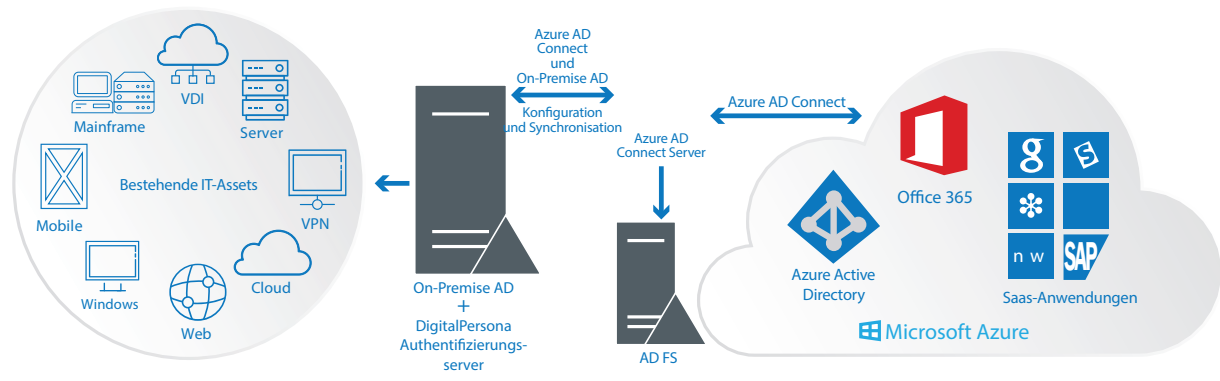 VDI
Mainframe
Server
Bestehende IT-Assets
Mobile
VPN
Windows
Cloud
Web
On-Premise AD
+
DigitalPersona
Authentifizierungs-
server
Azure AD
Connect
und
On-Premise AD
Konfiguration
und Synchronisation
Azure AD
Connect Server
AD FS
Azure AD Connect
Office 365
Azure Active
Directory
g
S
n w
SAP
Saas-Anwendungen
Microsoft Azure